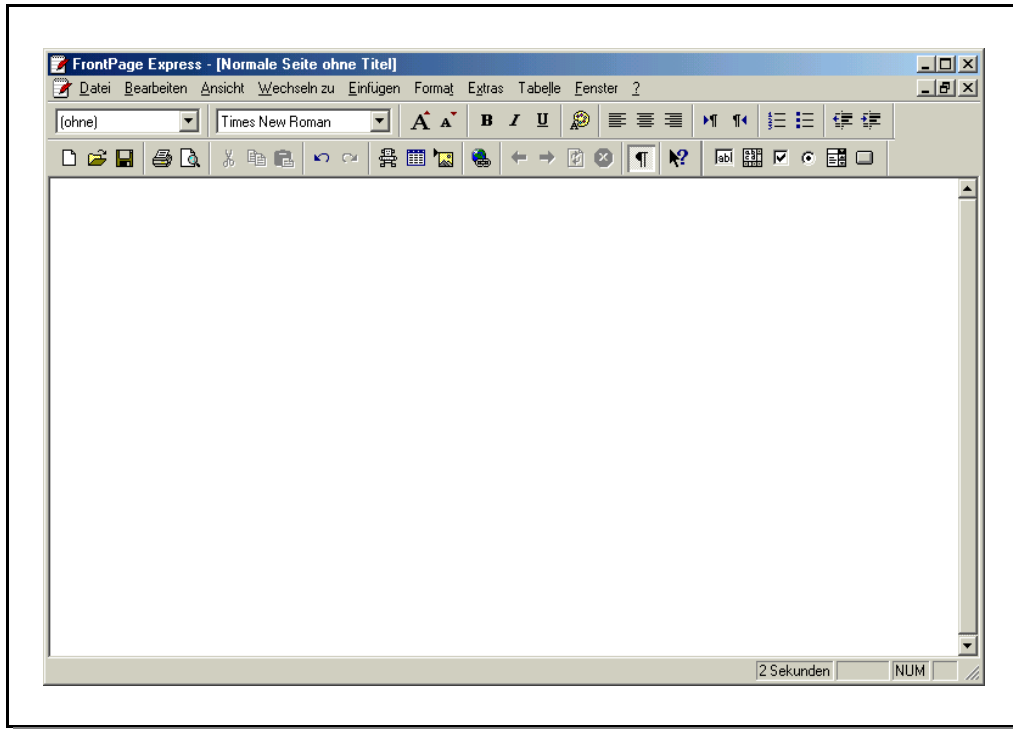 FrontPage Express - [Normale Seite ohne Titel]
Datei Bearbeiten Ansicht Wechseln zu Einfügen Format Extras Tabelle Fenster ?
(ohne) Times New Roman A A B I U
abl
2 Sekunden NUM